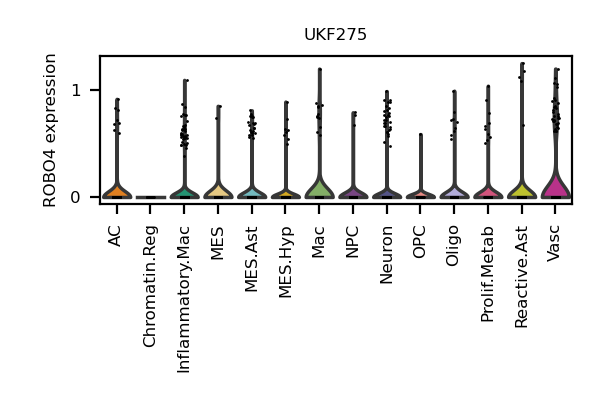 UKF275
ROBO4 expression
1
0
AC
Chromatin.Reg
Inflammatory.Mac
MES
MES.Ast
MES.Hyp
Mac
NPC
Neuron
OPC
Oligo
Prolif.Metab
Reactive.Ast
Vasc